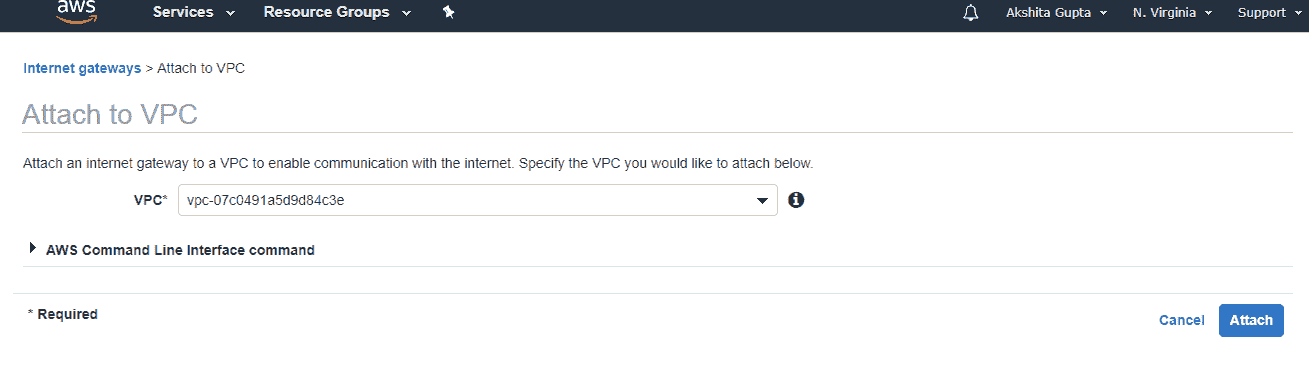 aws Services Resource Groups Akshita Gupta N. Virginia Support
Internet gateways > Attach to VPC
Attach to VPC
Attach an internet gateway to a VPC to enable communication with the internet. Specify the VPC you would like to attach below.
VPC* vpc-07c0491a5d9d84c3e
AWS Command Line Interface command
* Required
Cancel Attach